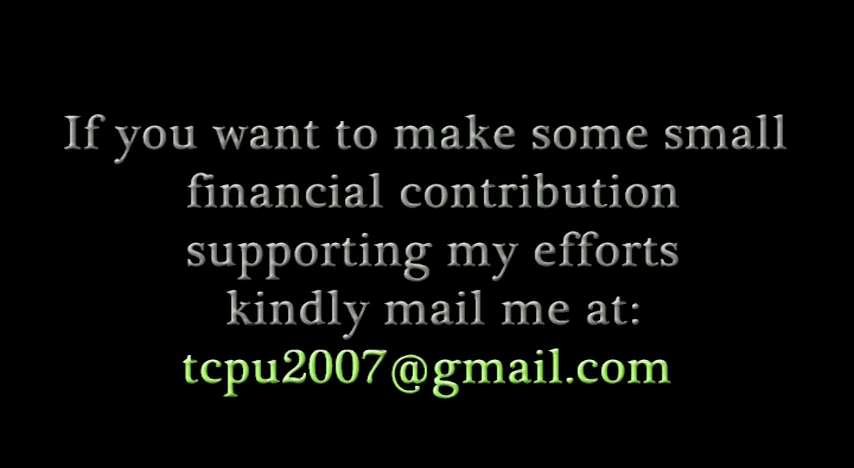 If you want to make some small
financial contribution
supporting my efforts
kindly mail me at:
tcpu2007@gmail.com